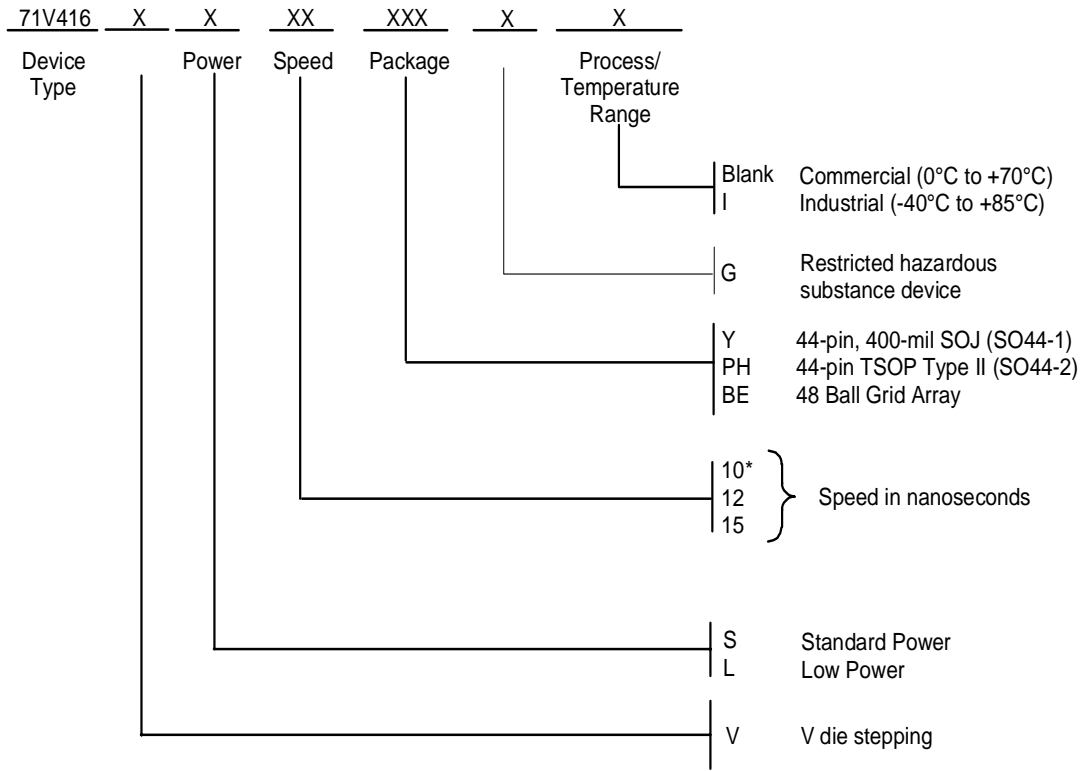 71V416 X X XX XXX X X
Device Type
Power
Speed
Package
Process/
Temperature
Range
Blank Commercial (0°C to +70°C)
I Industrial (-40°C to +85°C)
G Restricted hazardous
substance device
Y 44-pin, 400-mil SOJ (SO44-1)
PH 44-pin TSOP Type II (SO44-2)
BE 48 Ball Grid Array
10*
12 Speed in nanoseconds
15
S Standard Power
L Low Power
V V die stepping